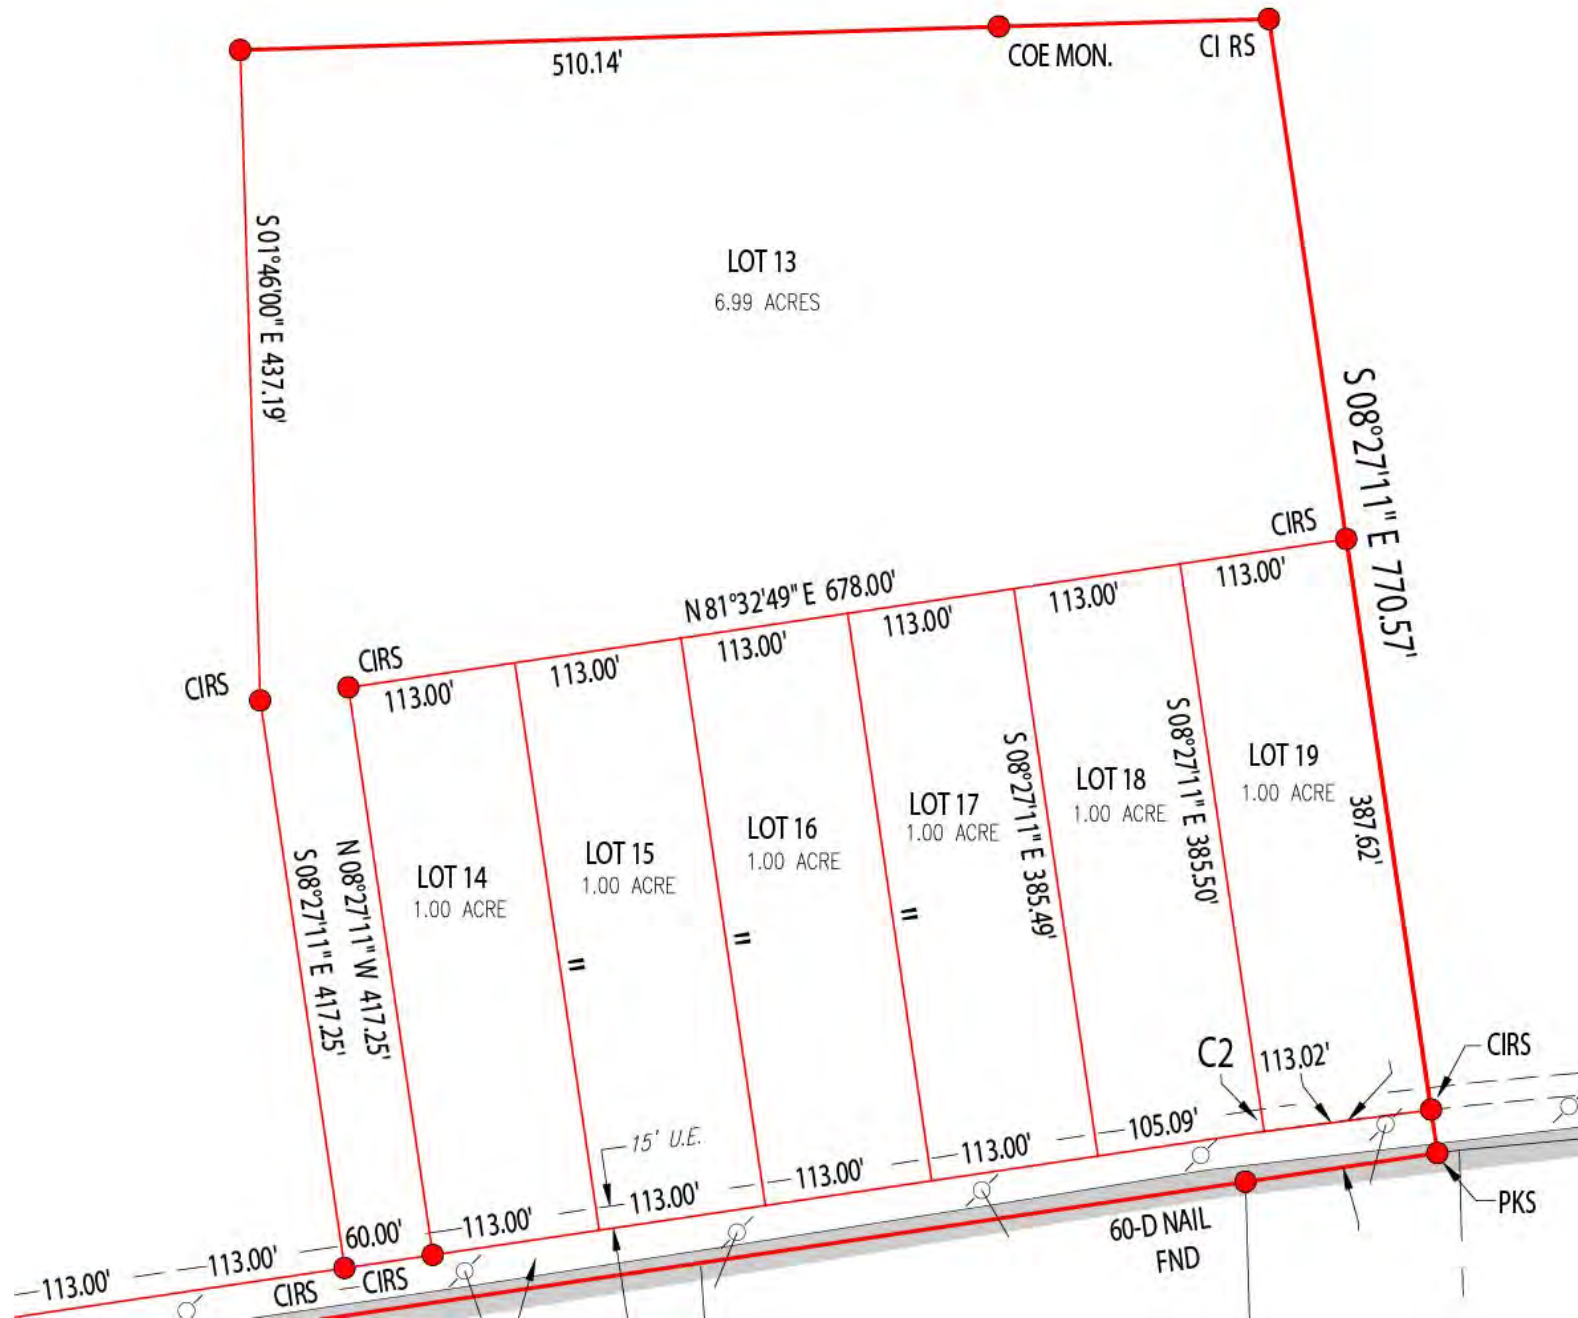 510.14'
COE MON.
CI RS
S 01°46'00" E 437.19'
LOT 13
6.99 ACRES
S 08°27'11" E 770.57'
CIRS
N 81°32'49" E 678.00'
CIRS
CIRS
113.00'
113.00'
113.00'
113.00'
113.00'
113.00'
S 08°27'11" E 417.25'
N 08°27'11" W 417.25'
LOT 14
1.00 ACRE
LOT 15
1.00 ACRE
LOT 16
1.00 ACRE
LOT 17
1.00 ACRE
S 08°27'11" E 385.49'
LOT 18
1.00 ACRE
S 08°27'11" E 385.50'
LOT 19
1.00 ACRE
387.62'
"
"
"
C2
113.02'
CIRS
15' U.E.
105.09'
113.00'
113.00'
113.00'
113.00'
60.00'
113.00'
113.00'
CIRS
CIRS
60-D NAIL
FND
PKS